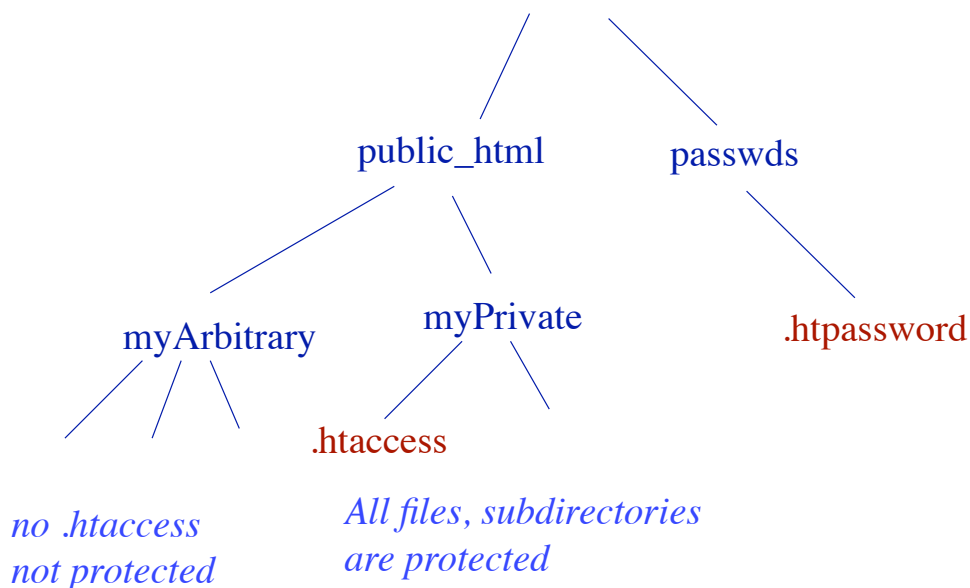 public_html
passwds
myArbitrary
myPrivate
.htpassword
.htaccess
no .htaccess
not protected
All files, subdirectories
are protected